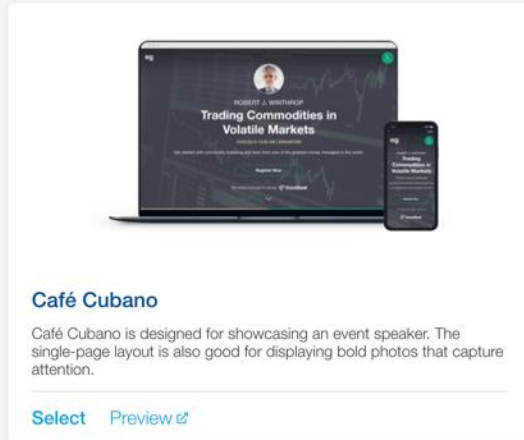 eg
ROBERT J. WINTHROP
Trading Commodities in
Volatile Markets
Register Now
eg
Trading
Commodities in
Volatile Markets
Café Cubano
Café Cubano is designed for showcasing an event speaker. The
single-page layout is also good for displaying bold photos that capture
attention.
Select Preview